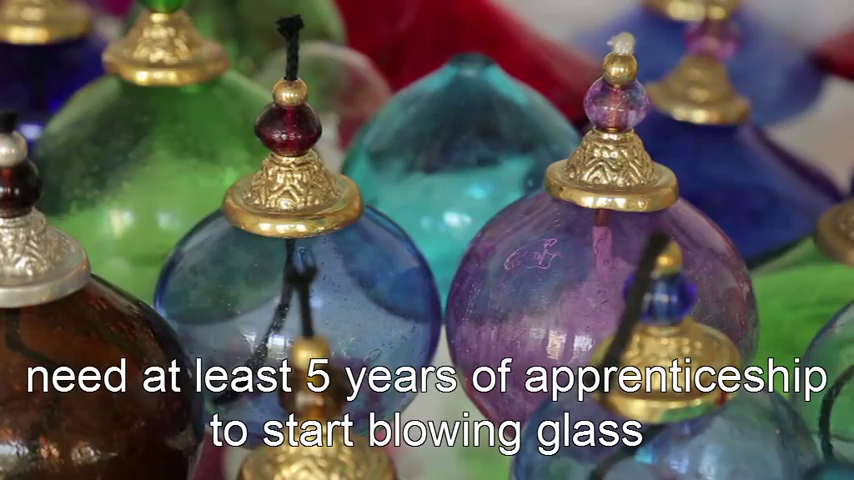 need at least 5 years of apprenticeship
to start blowing glass